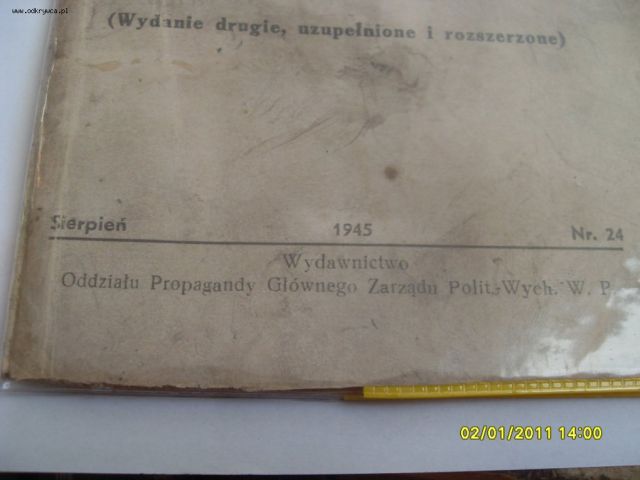 www.odkrywca.pl
(Wydanie drugie, uzupełnione i rozszerzone)
Sierpień 1945 Nr. 24
Wydawnictwo
Oddziału Propagandy Głównego Zarządu Polit.-Wych. W. P.
02/01/2011 14:00